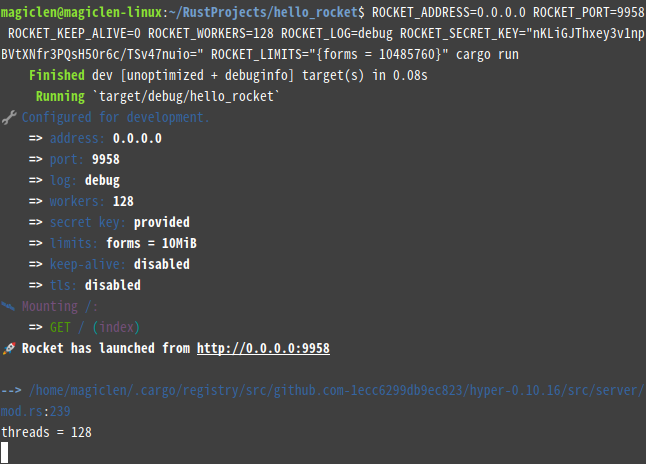 magiclen@magiclen-linux:~/RustProjects/hello_rocket$ ROCKET_ADDRESS=0.0.0.0 ROCKET_PORT=9958
ROCKET_KEEP_ALIVE=0 ROCKET_WORKERS=128 ROCKET_LOG=debug ROCKET_SECRET_KEY="nKLiGJThxey3v1np
BVtXNfr3PQsH50r6c/TSv47nuio=" ROCKET_LIMITS="{forms = 10485760}" cargo run
Finished dev [unoptimized + debuginfo] target(s) in 0.08s
Running `target/debug/hello_rocket`
🔧 Configured for development.
=> address: 0.0.0.0
=> port: 9958
=> log: debug
=> workers: 128
=> secret key: provided
=> limits: forms = 10MiB
=> keep-alive: disabled
=> tls: disabled
🛰 Mounting /:
=> GET / (index)
🚀 Rocket has launched from http://0.0.0.0:9958
--> /home/magiclen/.cargo/registry/src/github.com-1ecc6299db9ec823/hyper-0.10.16/src/server/
mod.rs:239
threads = 128